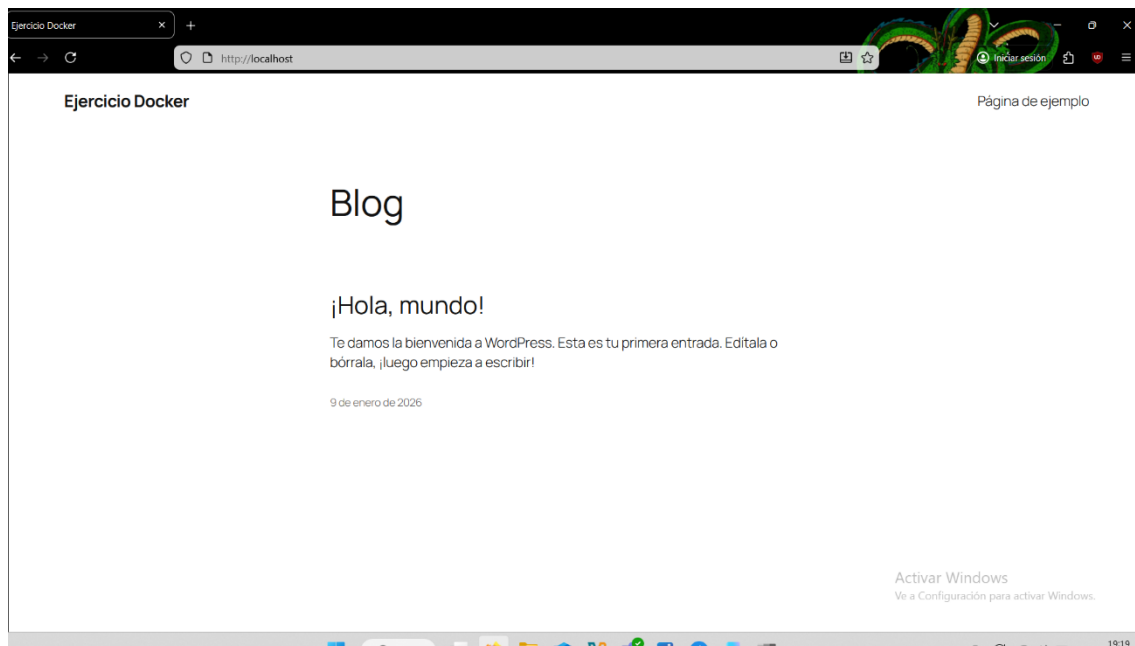 Ejercicio Docker
http://localhost
Iniciar sesión
Ejercicio Docker
Página de ejemplo
Blog
¡Hola, mundo!
Te damos la bienvenida a WordPress. Esta es tu primera entrada. Edítala o
bórrala, ¡luego empieza a escribir!
9 de enero de 2026
Activar Windows
Ve a Configuración para activar Windows.
19:19